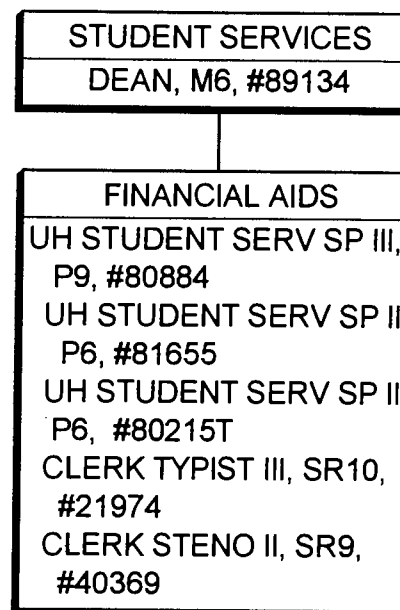 STUDENT SERVICES
DEAN, M6, #89134
FINANCIAL AIDS
UH STUDENT SERV SP III,
P9, #80884
UH STUDENT SERV SP II
P6, #81655
UH STUDENT SERV SP II
P6, #80215T
CLERK TYPIST III, SR10,
#21974
CLERK STENO II, SR9,
#40369